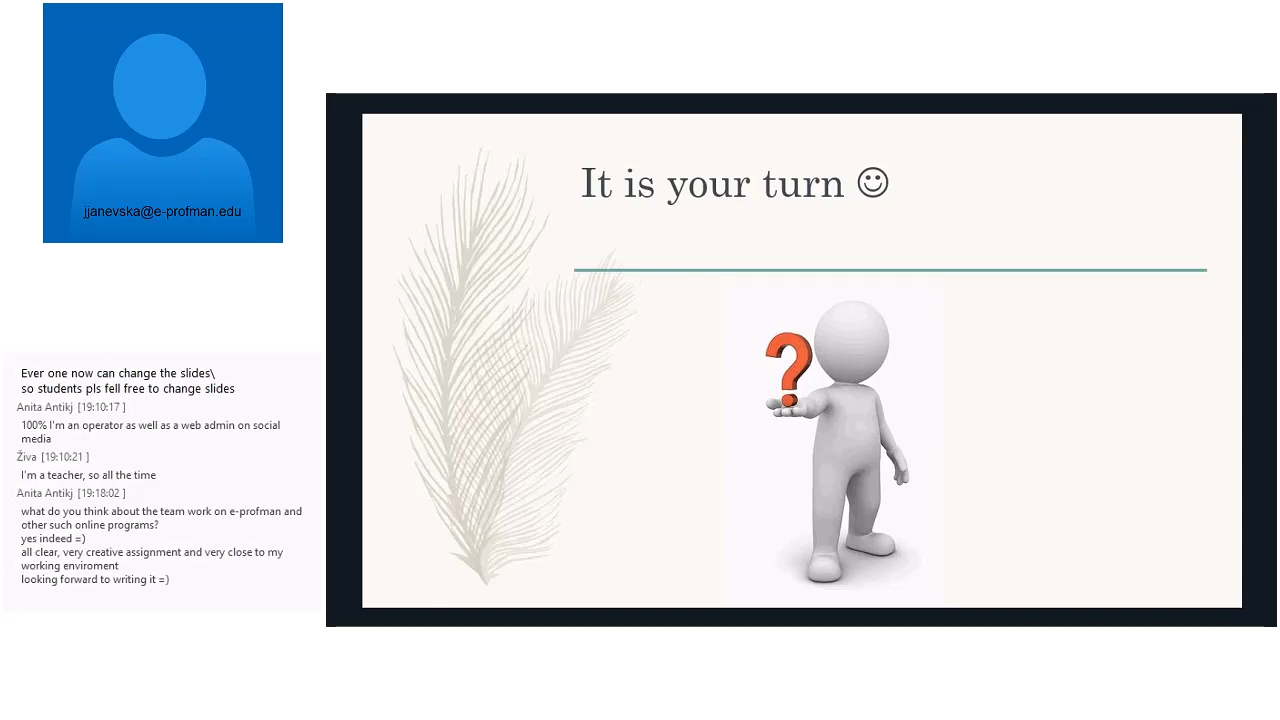 jjanevska@e-profman.edu
It is your turn ☺
?
Ever one now can change the slides\
so students pls fell free to change slides
Anita Antikj [19:10:17 ]
100% I'm an operator as well as a web admin on social
media
Živa [19:10:21 ]
I'm a teacher, so all the time
Anita Antikj [19:18:02 ]
what do you think about the team work on e-profman and
other such online programs?
yes indeed =)
all clear, very creative assignment and very close to my
working enviroment
looking forward to writing it =)